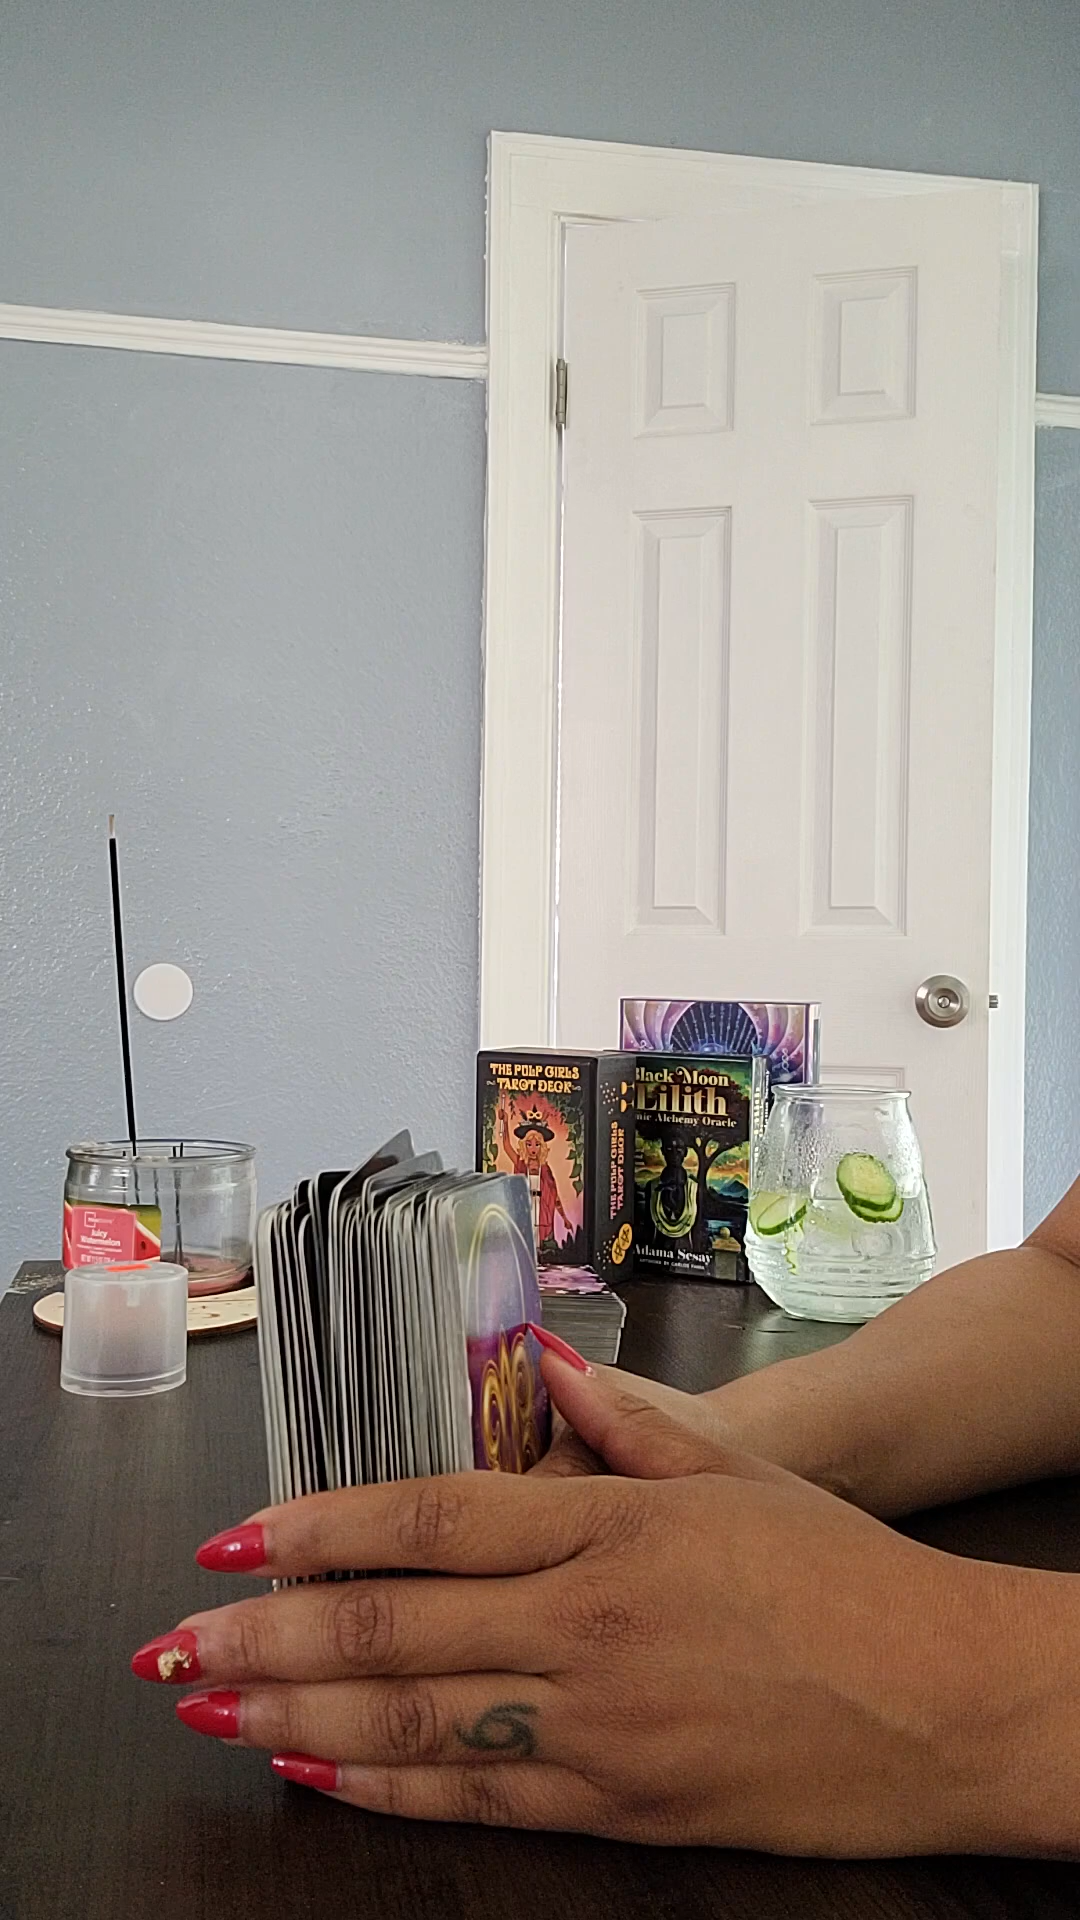 THE PULP GIRLS
TAROT DECK
THE PULP GIRLS
TAROT DECK
Black Moon
Lilith
Alchemy Oracle
Adama Sesay
Juicy
Watermelon